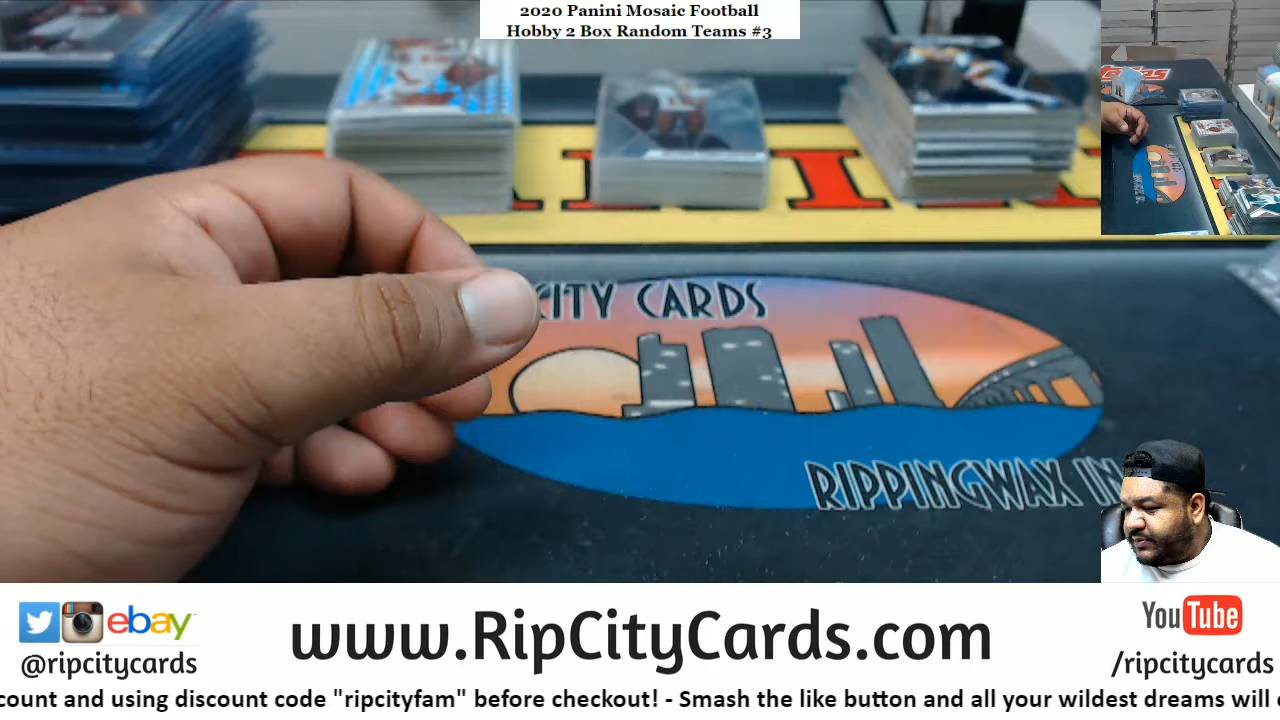 2020 Panini Mosaic Football
Hobby 2 Box Random Teams #3
CITY CARDS
RIPPINGWAX IN
ebay
@ripcitycards
www.RipCityCards.com
YouTube
/ripcitycards
count and using discount code "ripcityfam" before checkout! - Smash the like button and all your wildest dreams will